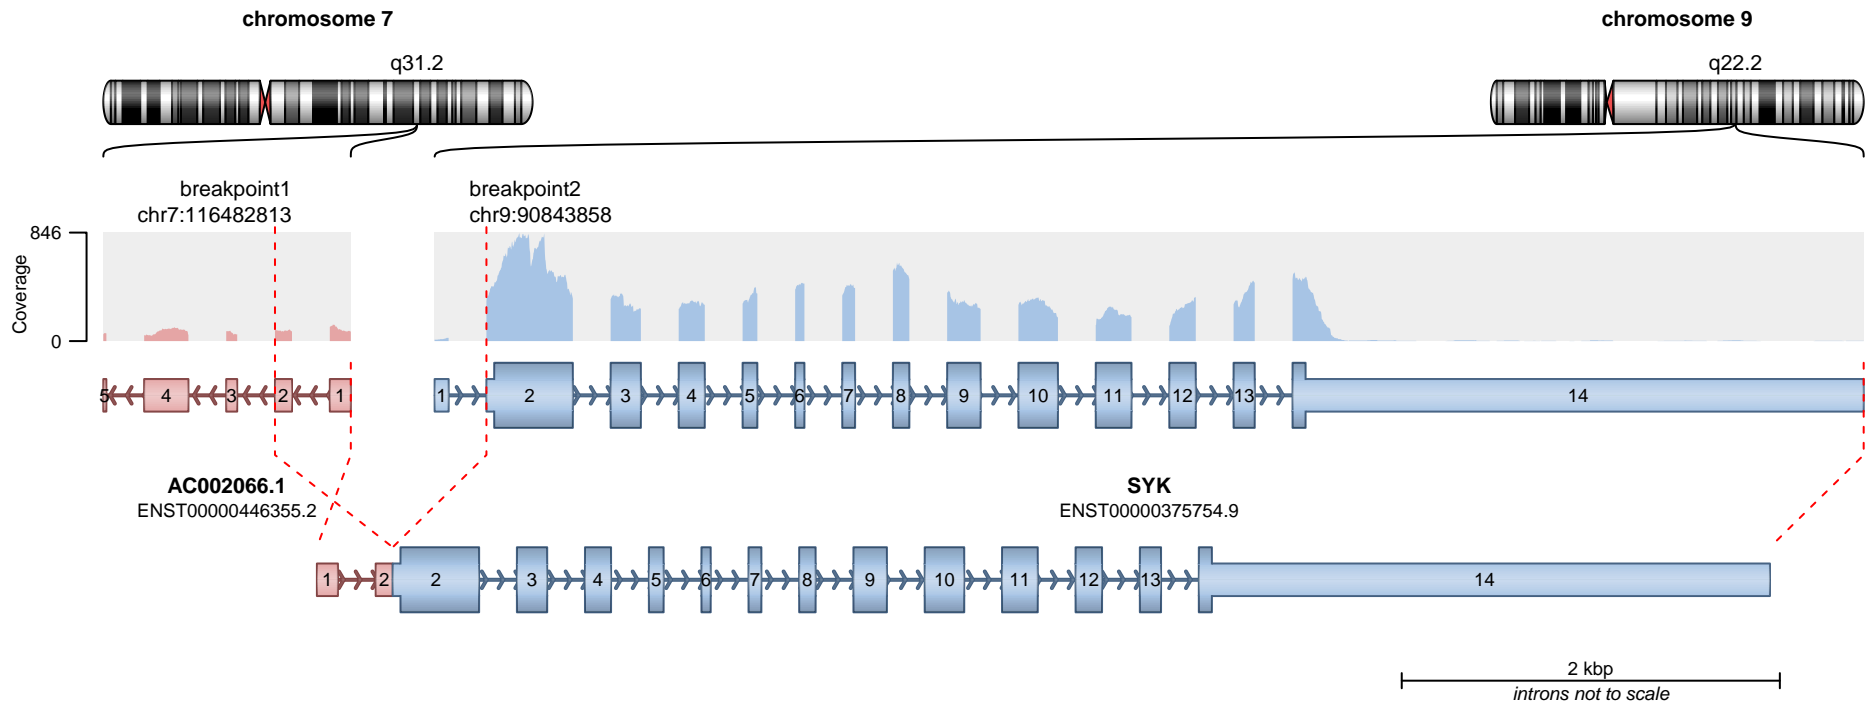 chromosome 7
chromosome 9
q31.2
q22.2
breakpoint1
chr7:116482813
breakpoint2
chr9:90843858
846
Coverage
0
5 4 3 2 1
1 2 3 4 5 6 7 8 9 10 11 12 13 14
AC002066.1
ENST00000446355.2
SYK
ENST00000375754.9
1 2 2 3 4 5 6 7 8 9 10 11 12 13 14
2 kbp
introns not to scale